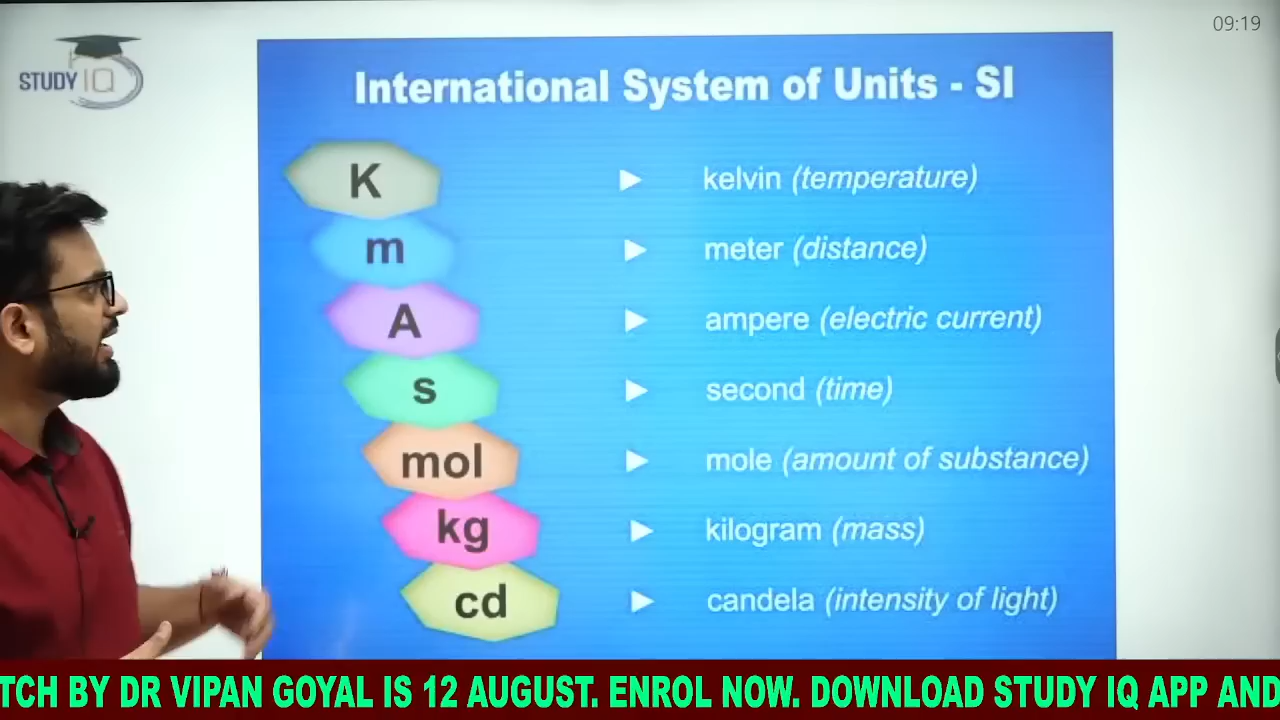 09:19
STUDY IQ
International System of Units - SI
K ► kelvin (temperature)
m ► meter (distance)
A ► ampere (electric current)
s ► second (time)
mol ► mole (amount of substance)
kg ► kilogram (mass)
cd ► candela (intensity of light)
TCH BY DR VIPAN GOYAL IS 12 AUGUST. ENROL NOW. DOWNLOAD STUDY IQ APP AND